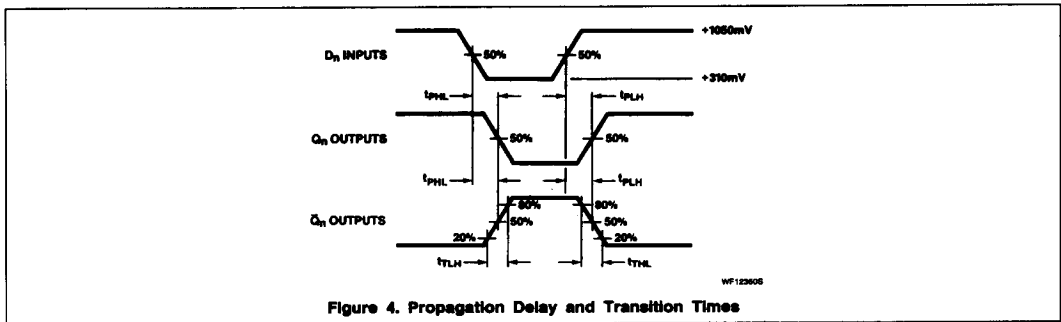 +1050mV
Dn INPUTS
50%
50%
+310mV
tPHL
tPLH
Qn OUTPUTS
50%
50%
tPHL
tPLH
80%
80%
Q̄n OUTPUTS
50%
50%
20%
20%
tTLH
tTHL
WF12360S
Figure 4. Propagation Delay and Transition Times